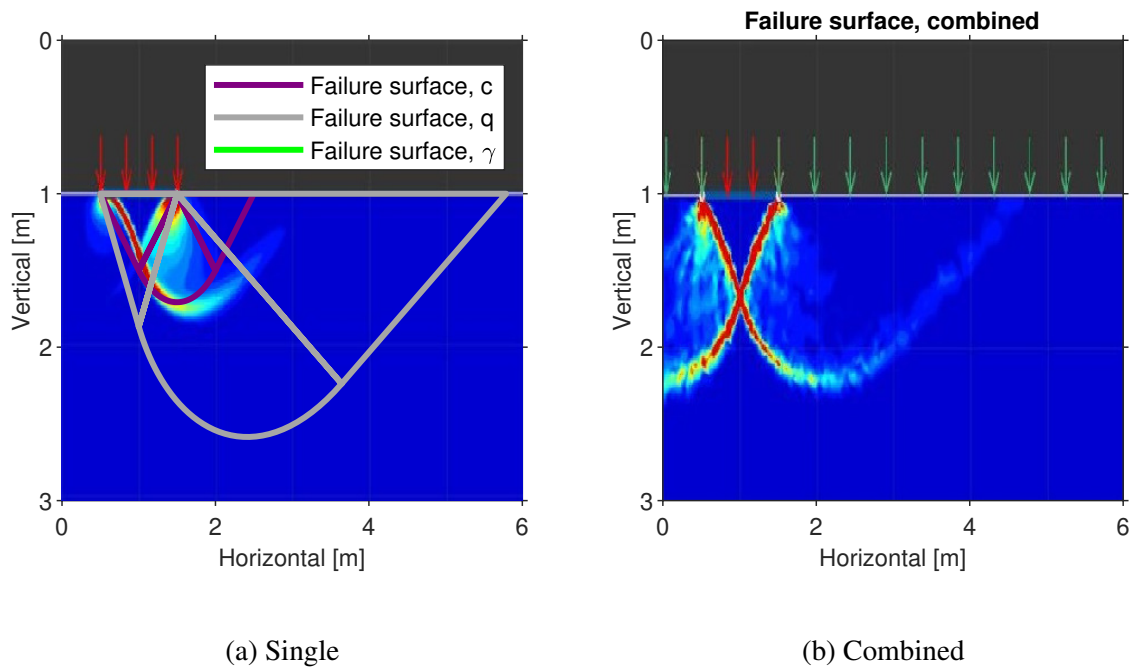 Failure surface, c
Failure surface, q
Failure surface, γ
0
1
2
3
Vertical [m]
0
2
4
6
Horizontal [m]
(a) Single
Failure surface, combined
0
1
2
3
Vertical [m]
0
2
4
6
Horizontal [m]
(b) Combined